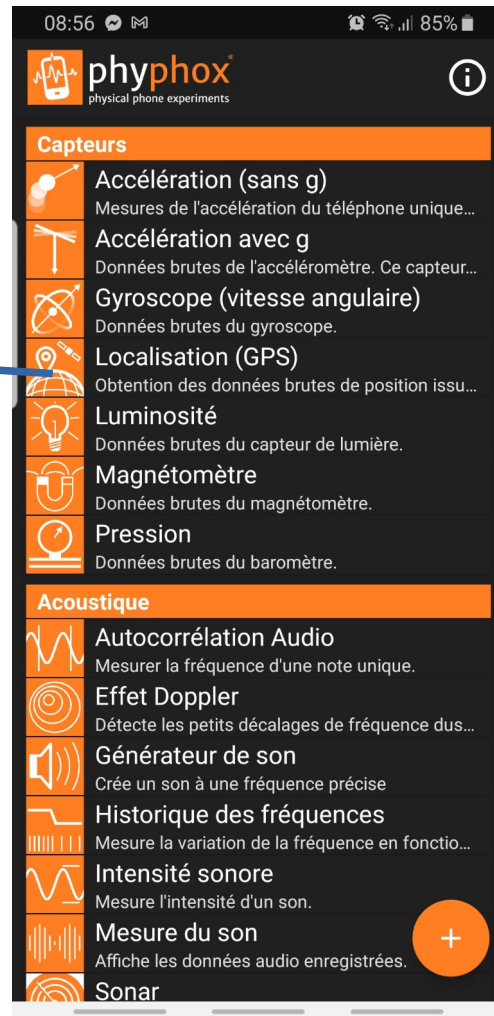 08:56 85%
phyphox®
physical phone experiments
Capteurs
Accélération (sans g)
Mesures de l'accélération du téléphone unique...
Accélération avec g
Données brutes de l'accéléromètre. Ce capteur...
Gyroscope (vitesse angulaire)
Données brutes du gyroscope.
Localisation (GPS)
Obtention des données brutes de position issu...
Luminosité
Données brutes du capteur de lumière.
Magnétomètre
Données brutes du magnétomètre.
Pression
Données brutes du baromètre.
Acoustique
Autocorrélation Audio
Mesurer la fréquence d'une note unique.
Effet Doppler
Détecte les petits décalages de fréquence dus...
Générateur de son
Crée un son à une fréquence précise
Historique des fréquences
Mesure la variation de la fréquence en fonctio...
Intensité sonore
Mesure l'intensité d'un son.
Mesure du son
Affiche les données audio enregistrées.
Sonar